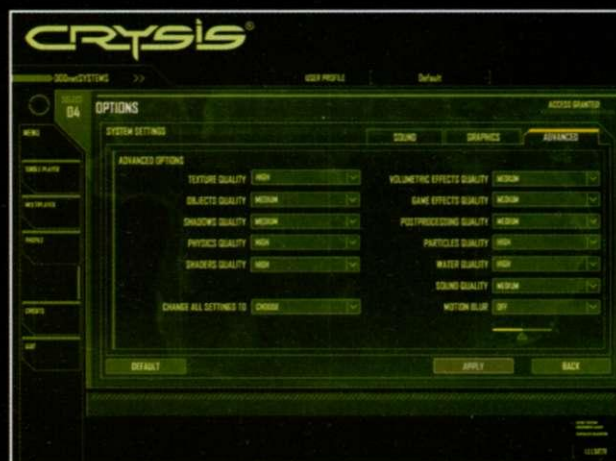 CRYSIS®
SYSTEMS >>
USER PROFILE : Default
SELECT
04
OPTIONS
ACCESS GRANTED
SYSTEM SETTINGS
SOUND
GRAPHICS
ADVANCED
MENU
SINGLE PLAYER
MULTIPLAYER
PROFILE
CREDITS
QUIT
ADVANCED OPTIONS
TEXTURE QUALITY HIGH
OBJECTS QUALITY MEDIUM
SHADOWS QUALITY MEDIUM
PHYSICS QUALITY HIGH
SHADERS QUALITY HIGH
CHANGE ALL SETTINGS TO CHOOSE
VOLUMETRIC EFFECTS QUALITY MEDIUM
GAME EFFECTS QUALITY MEDIUM
POSTPROCESSING QUALITY MEDIUM
PARTICLES QUALITY HIGH
WATER QUALITY HIGH
SOUND QUALITY MEDIUM
MOTION BLUR OFF
DEFAULT
APPLY
BACK